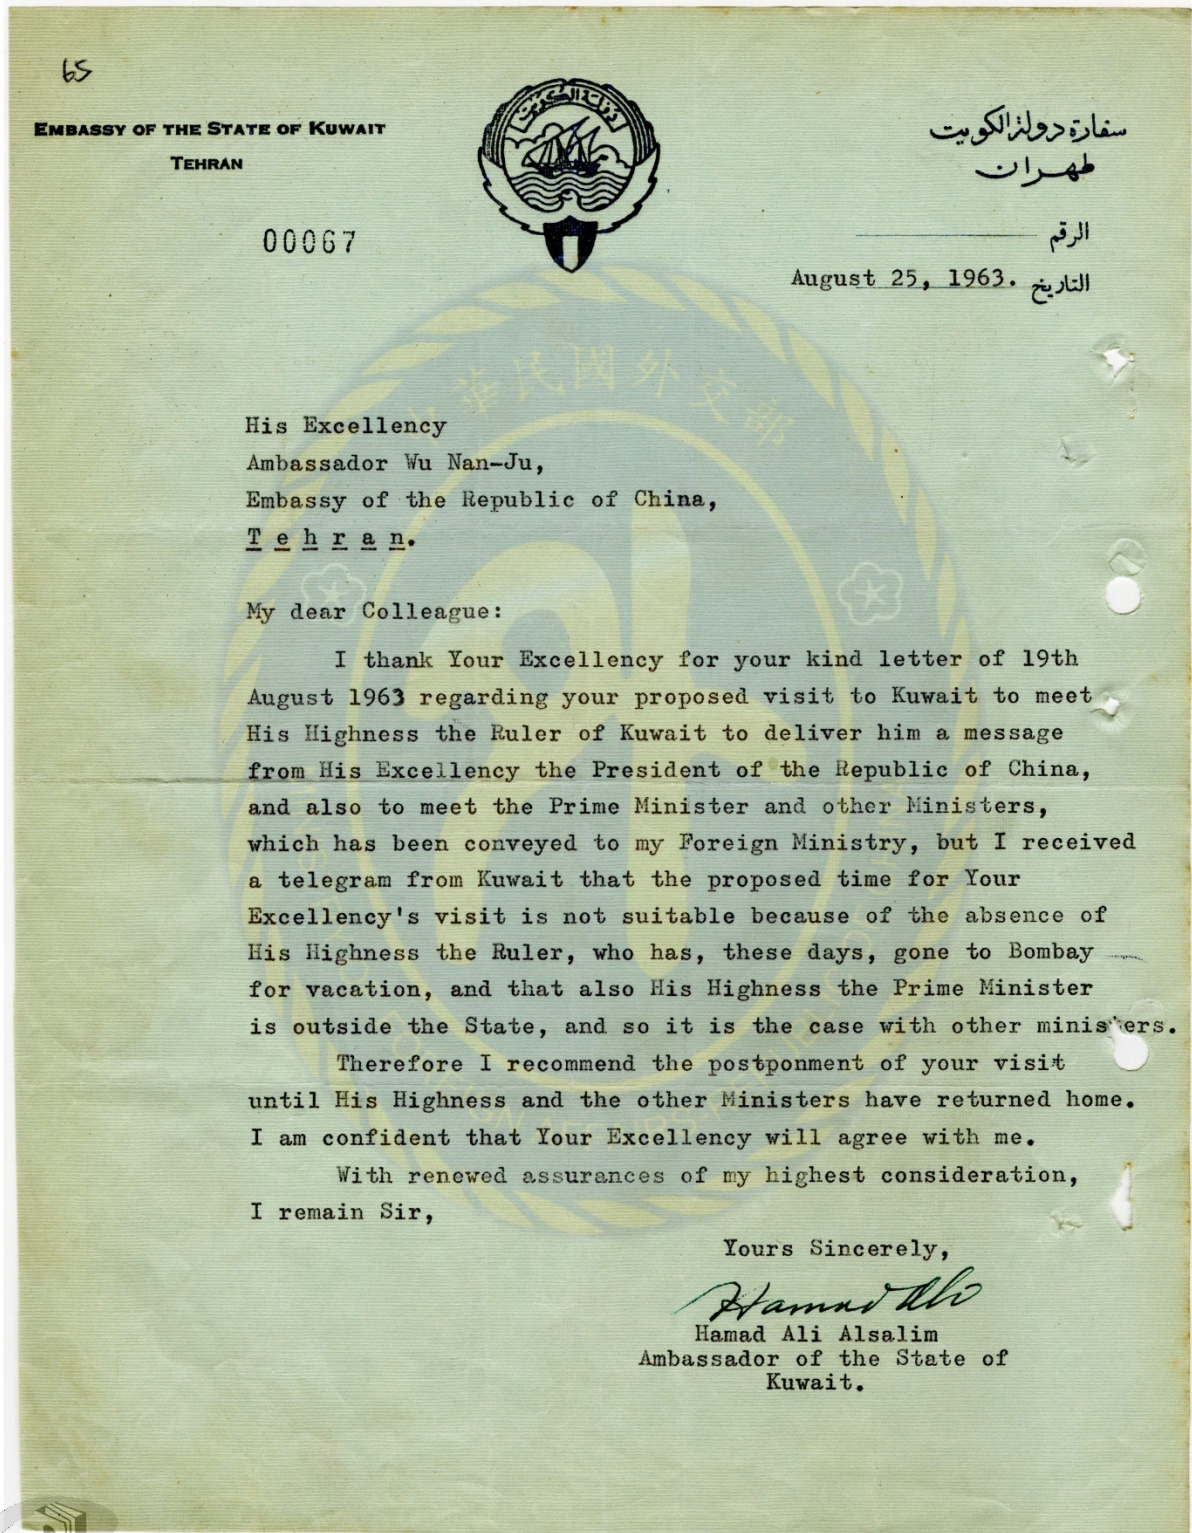 65
EMBASSY OF THE STATE OF KUWAIT
TEHRAN
دولة الكويت
سفارة دولة الكويت
طهران
00067
الرقم
August 25, 1963. التاريخ
中華民國外交部
His Excellency
Ambassador Wu Nan-Ju,
Embassy of the Republic of China,
T e h r a n.
My dear Colleague:
I thank Your Excellency for your kind letter of 19th
August 1963 regarding your proposed visit to Kuwait to meet
His Highness the Ruler of Kuwait to deliver him a message
from His Excellency the President of the Republic of China,
and also to meet the Prime Minister and other Ministers,
which has been conveyed to my Foreign Ministry, but I received
a telegram from Kuwait that the proposed time for Your
Excellency's visit is not suitable because of the absence of
His Highness the Ruler, who has, these days, gone to Bombay
for vacation, and that also His Highness the Prime Minister
is outside the State, and so it is the case with other ministers.
Therefore I recommend the postponment of your visit
until His Highness and the other Ministers have returned home.
I am confident that Your Excellency will agree with me.
With renewed assurances of my highest consideration,
I remain Sir,
Yours Sincerely,
Hamad Ali
Hamad Ali Alsalim
Ambassador of the State of
Kuwait.